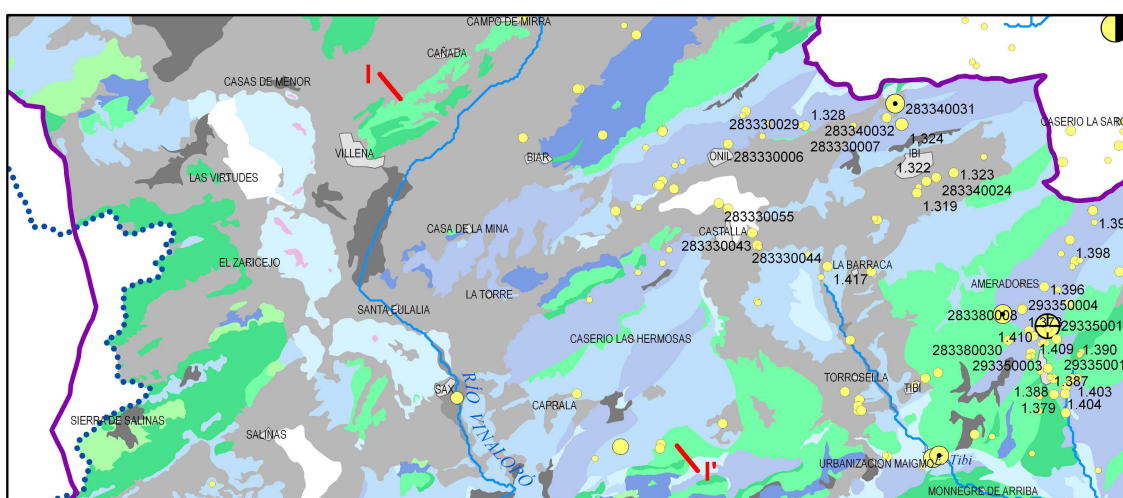 CAMPO DE MIRRA
CAÑADA
I
CASAS DE MENOR
283340031
1.328
283330029
283340032
1.324
CASERIO LA SAR
283330007
VILLENA
BIAR
ONIL
283330006
IBI
1.322
LAS VIRTUDES
1.323
283340024
1.319
283330055
CASTALLA
CASA DE LA MINA
283330043
283330044
1.39
1.398
EL ZARICEJO
LA BARRACA
1.417
AMERADORES
1.396
LA TORRE
293350004
SANTA EULALIA
283380008
29335001
CASERIO LAS HERMOSAS
1.410
283380030
1.409
1.390
293350003
29335001
TORROSELLA
TIBI
1.387
SAX
RÍO VINALOPÓ
CAPRALA
1.388
1.403
1.379
1.404
SIERRA DE SALINAS
SALIÑAS
I'
URBANIZACION MAIGMO
Tibi
MONNEGRE DE ARRIBA